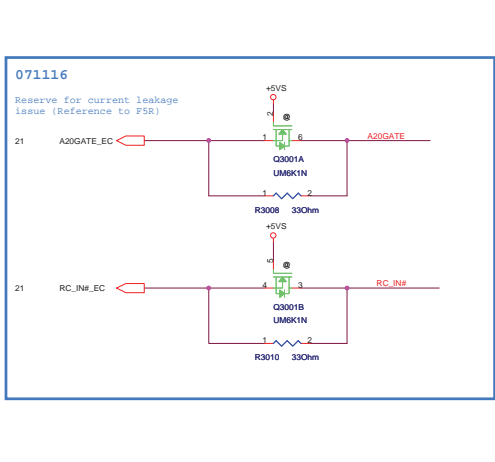 071116
Reserve for current leakage
issue (Reference to F5R)
+5VS
2
@
21 A20GATE_EC 1 6 A20GATE
Q3001A
UM6K1N
1 2
R3008 33Ohm
+5VS
5
@
21 RC_IN#_EC 4 3 RC_IN#
Q3001B
UM6K1N
1 2
R3010 33Ohm